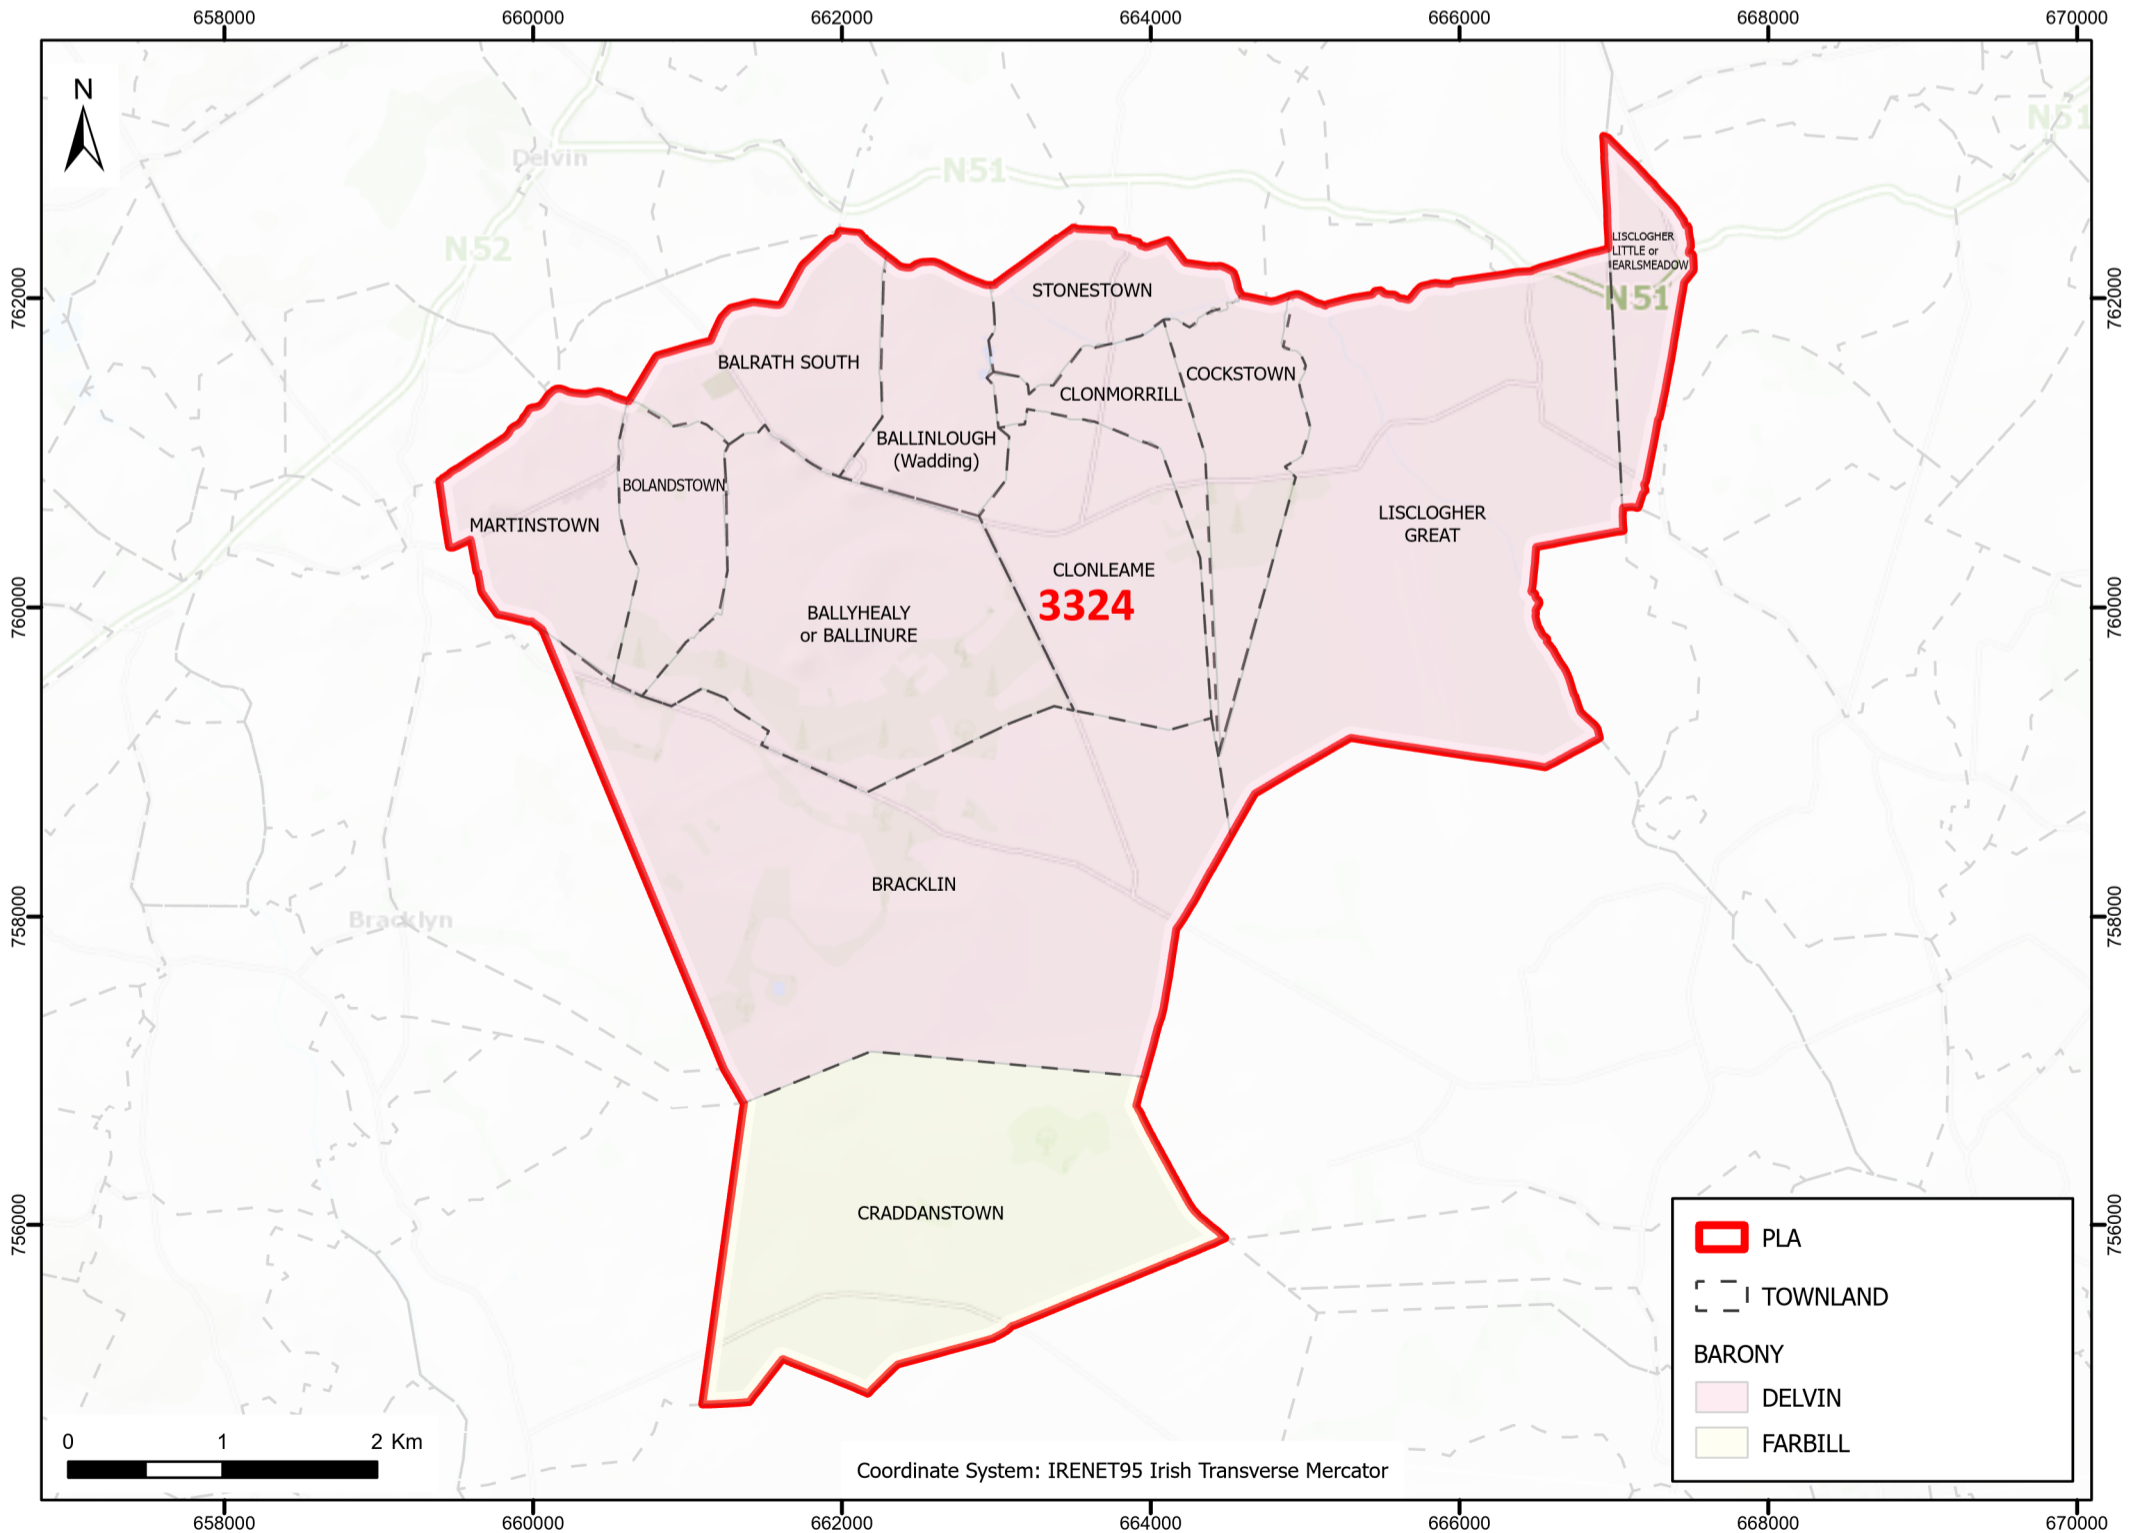 658000
660000
662000
664000
666000
668000
670000
N
Delvin
N51
N51
N52
LISCLOGHER
LITTLE or
EARLSMEADOW
762000
762000
N51
STONESTOWN
BALRATH SOUTH
COCKSTOWN
CLONMORRILL
BALLINLOUGH
(Wadding)
BOLANDSTOWN
MARTINSTOWN
LISCLOGHER
GREAT
CLONLEAME
3324
760000
760000
BALLYHEALY
or BALLINURE
BRACKLIN
Bracklyn
758000
758000
CRADDANSTOWN
756000
756000
PLA
TOWNLAND
BARONY
DELVIN
FARBILL
0
1
2 Km
Coordinate System: IRENET95 Irish Transverse Mercator
658000
660000
662000
664000
666000
668000
670000